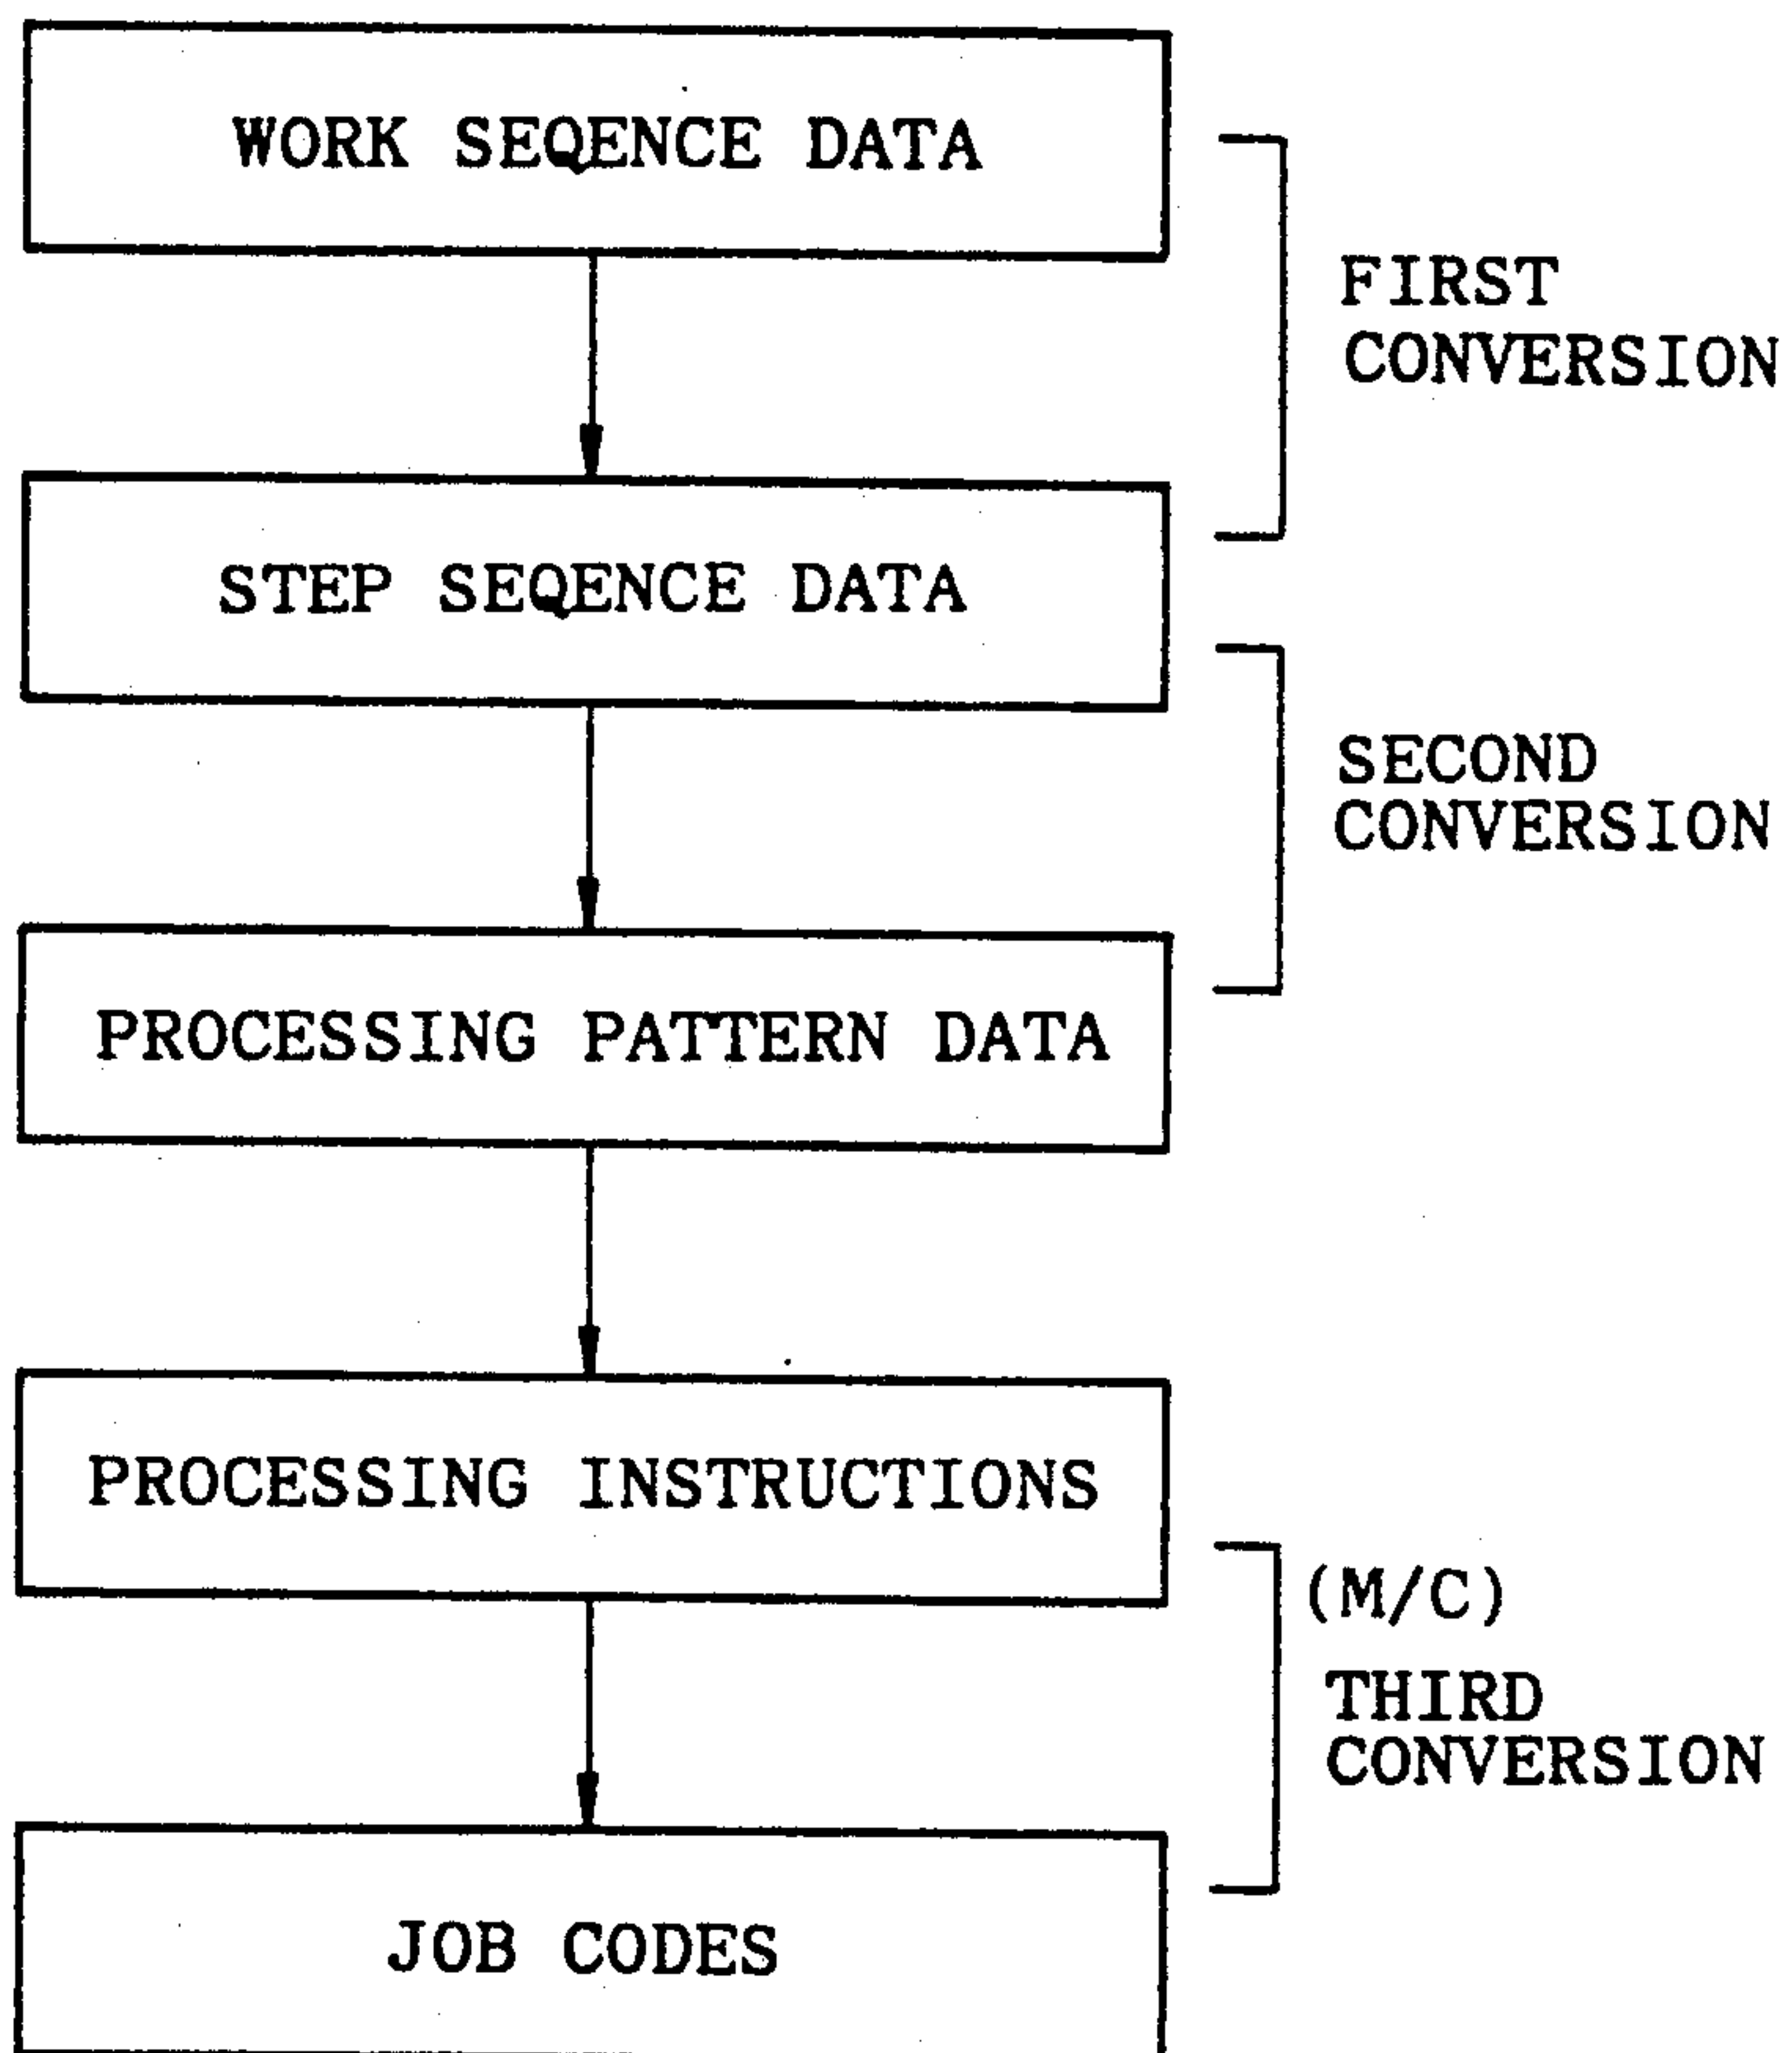 WORK SEQENCE DATA
FIRST
CONVERSION
STEP SEQENCE DATA
SECOND
CONVERSION
PROCESSING PATTERN DATA
PROCESSING INSTRUCTIONS
(M/C)
THIRD
CONVERSION
JOB CODES